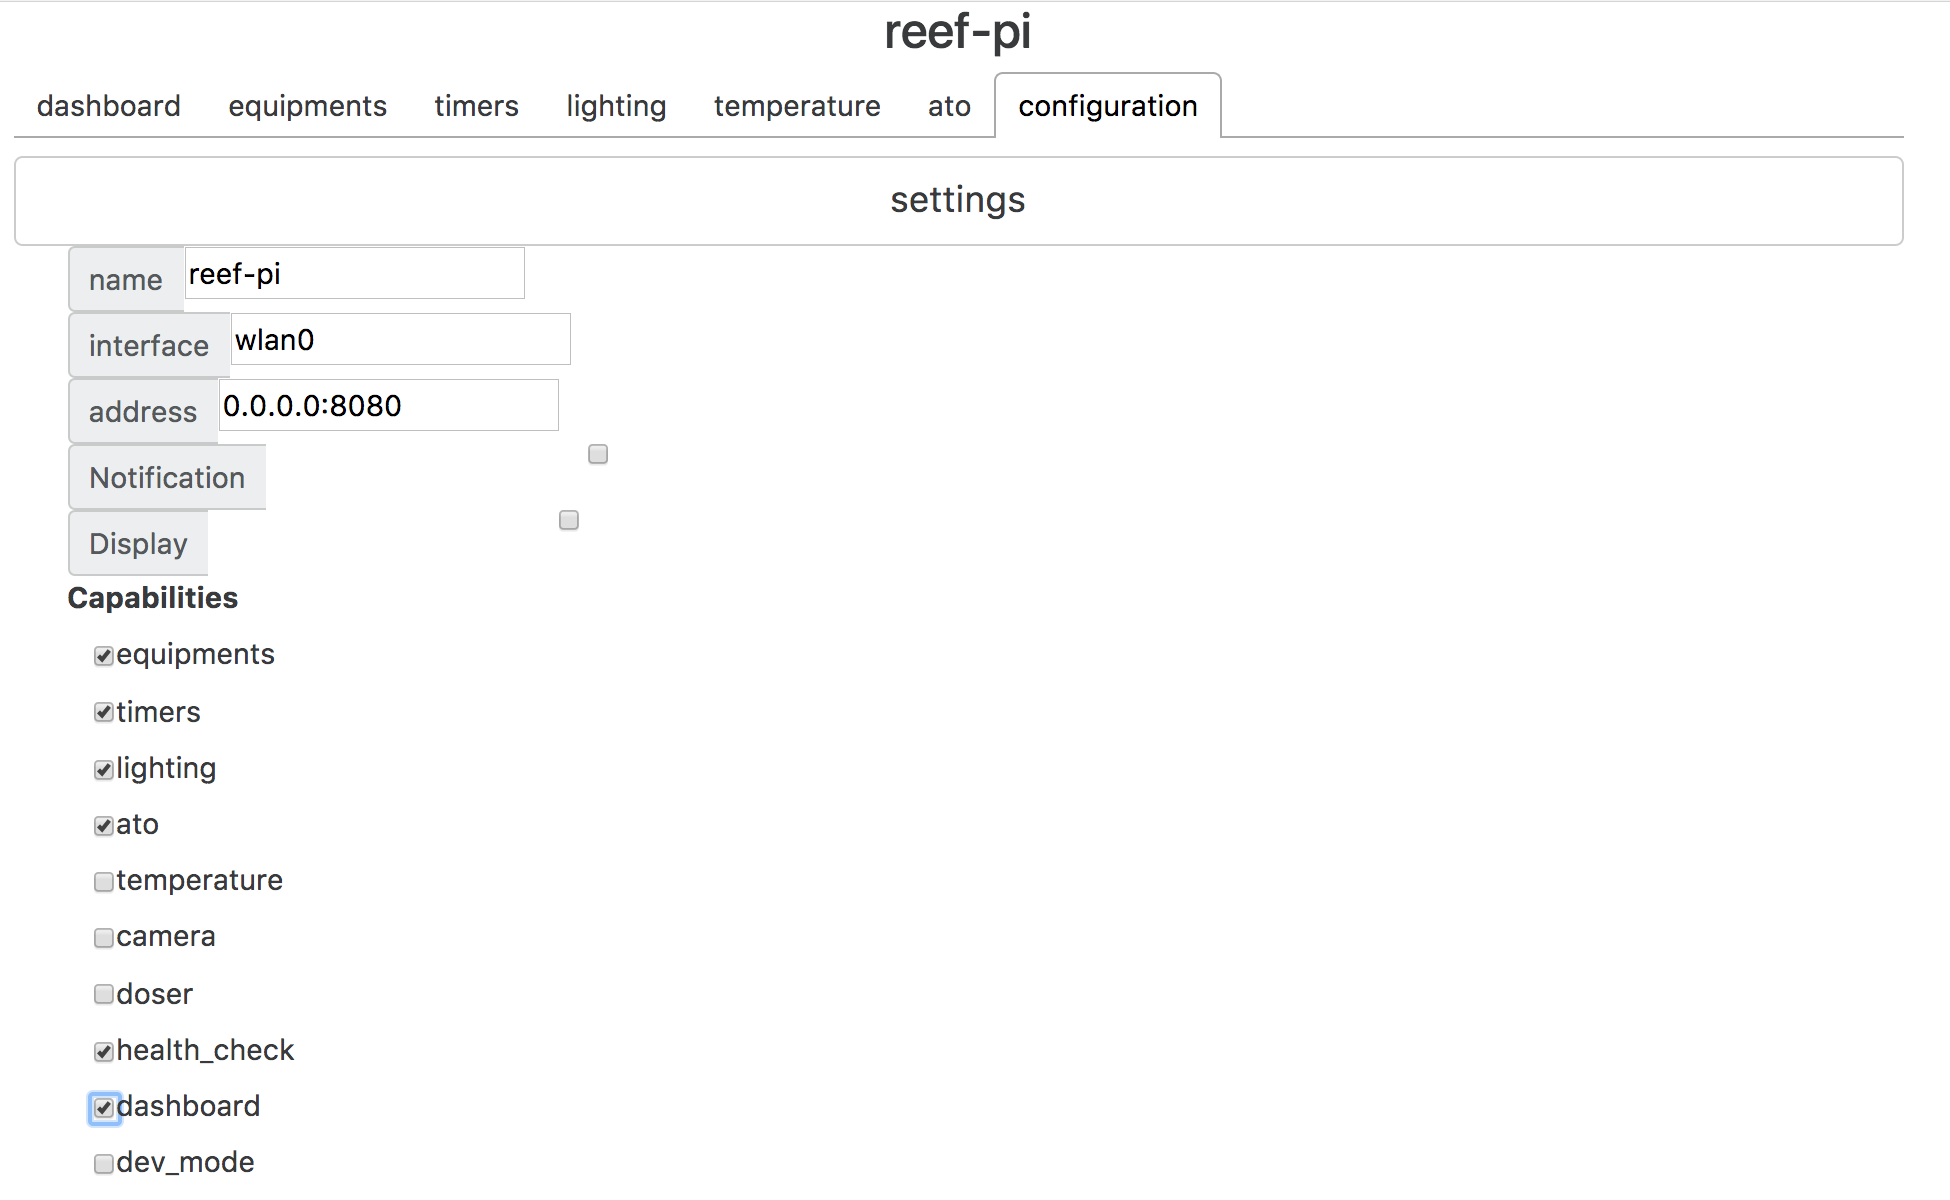 reef-pi
dashboard equipments timers lighting temperature ato configuration
settings
name reef-pi
interface wlan0
address 0.0.0.0:8080
Notification
Display
Capabilities
equipments
timers
lighting
ato
temperature
camera
doser
health_check
dashboard
dev_mode